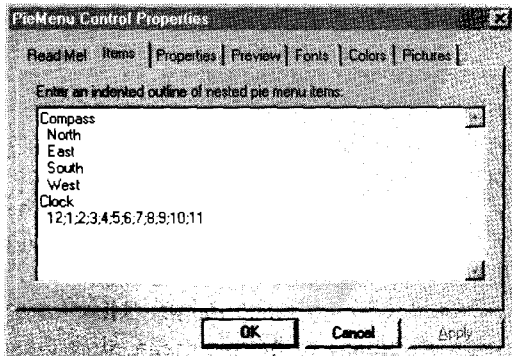 PieMenu Control Properties
Read Me! Items Properties Preview Fonts Colors Pictures
Enter an indented outline of nested pie menu items:
Compass
North
East
South
West
Clock
12;1;2;3;4;5;6;7;8;9;10;11
OK Cancel Apply